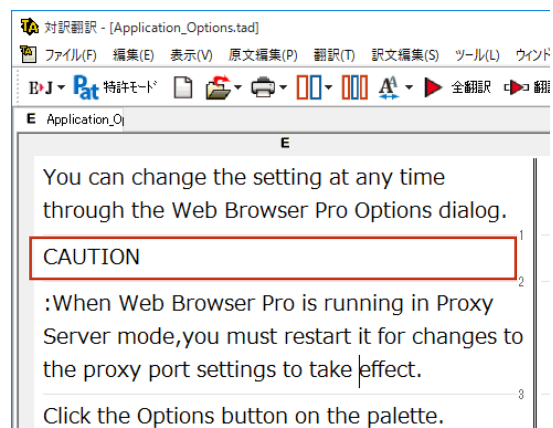 対訳翻訳 - [Application_Options.tad]
ファイル(F) 編集(E) 表示(V) 原文編集(P) 翻訳(T) 訳文編集(S) ツール(L) ウィンド
E›J Pat 特許モード 全翻訳 翻
E Application_O
E
You can change the setting at any time
through the Web Browser Pro Options dialog.
1
CAUTION
2
:When Web Browser Pro is running in Proxy
Server mode,you must restart it for changes to
the proxy port settings to take effect.
3
Click the Options button on the palette.